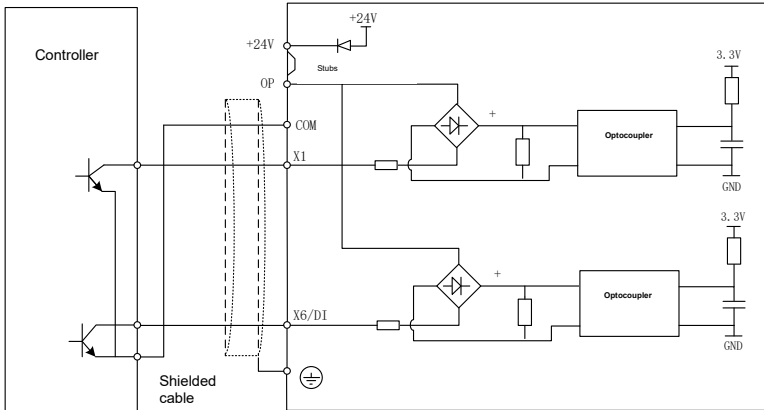 Controller
+24V
+24V
Stubs
OP
COM
X1
+
Optocoupler
3.3V
GND
X6/DI
+
Optocoupler
3.3V
GND
Shielded
cable